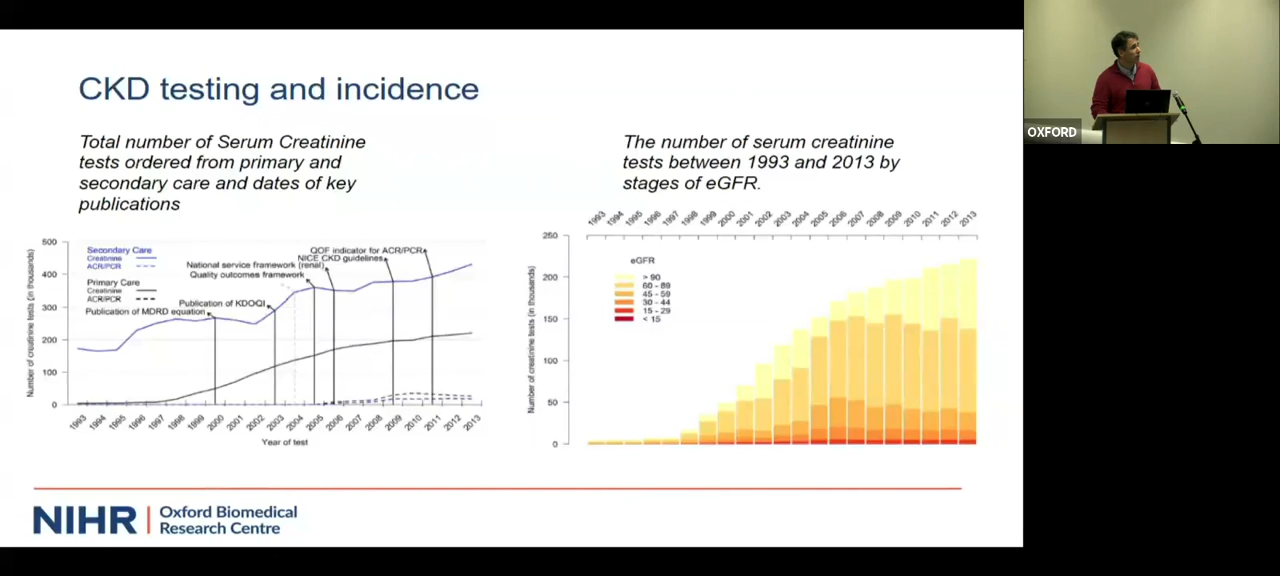 CKD testing and incidence
Total number of Serum Creatinine
tests ordered from primary and
secondary care and dates of key
publications
The number of serum creatinine
tests between 1993 and 2013 by
stages of eGFR.
500
400
300
200
100
0
Number of creatinine tests (in thousands)
Secondary Care
Creatinine
ACR/PCR
Primary Care
Creatinine
ACR/PCR
QOF indicator for ACR/PCR
NICE CKD guidelines
National service framework (renal)
Quality outcomes framework
Publication of KDOQI
Publication of MDRD equation
1993 1994 1995 1996 1997 1998 1999 2000 2001 2002 2003 2004 2005 2006 2007 2008 2009 2010 2011 2012 2013
Year of test
1993 1994 1995 1996 1997 1998 1999 2000 2001 2002 2003 2004 2005 2006 2007 2008 2009 2010 2011 2012 2013
250
200
150
100
50
0
Number of creatinine tests (in thousands)
eGFR
> 90
60 - 89
45 - 59
30 - 44
15 - 29
< 15
NIHR | Oxford Biomedical
Research Centre
OXFORD